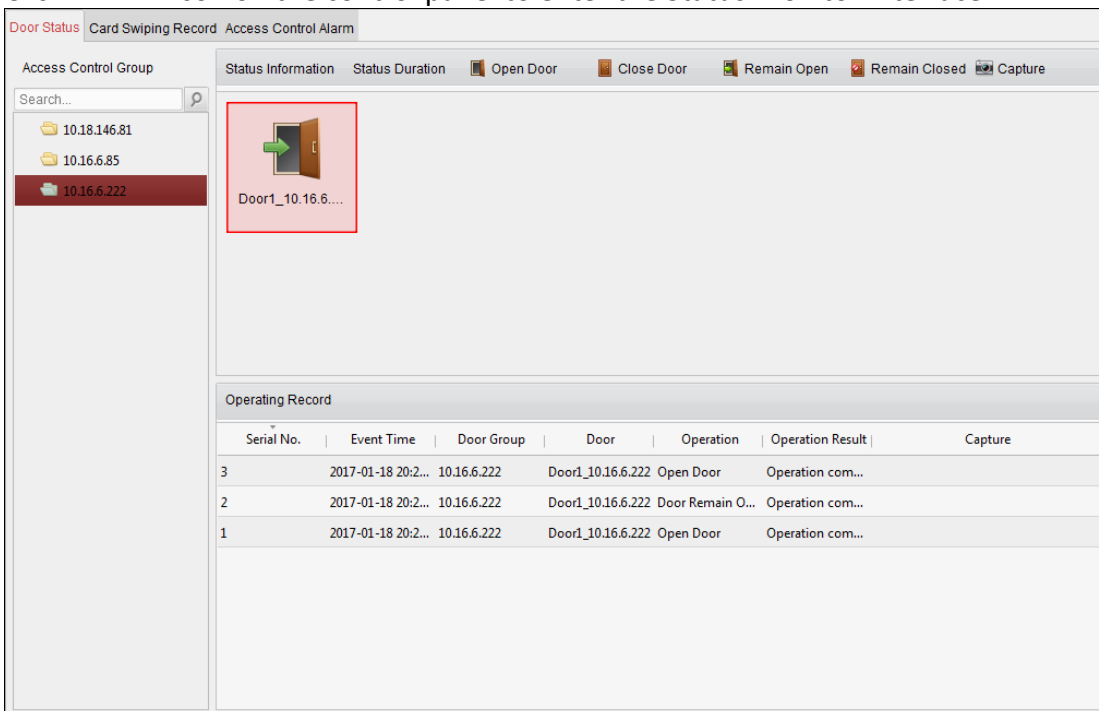 Door Status Card Swiping Record Access Control Alarm
Access Control Group
Search...
10.18.146.81
10.16.6.85
10.16.6.222
Status Information Status Duration Open Door Close Door Remain Open Remain Closed Capture
Door1_10.16.6....
Operating Record
Serial No. Event Time Door Group Door Operation Operation Result Capture
3 2017-01-18 20:2... 10.16.6.222 Door1_10.16.6.222 Open Door Operation com...
2 2017-01-18 20:2... 10.16.6.222 Door1_10.16.6.222 Door Remain O... Operation com...
1 2017-01-18 20:2... 10.16.6.222 Door1_10.16.6.222 Open Door Operation com...